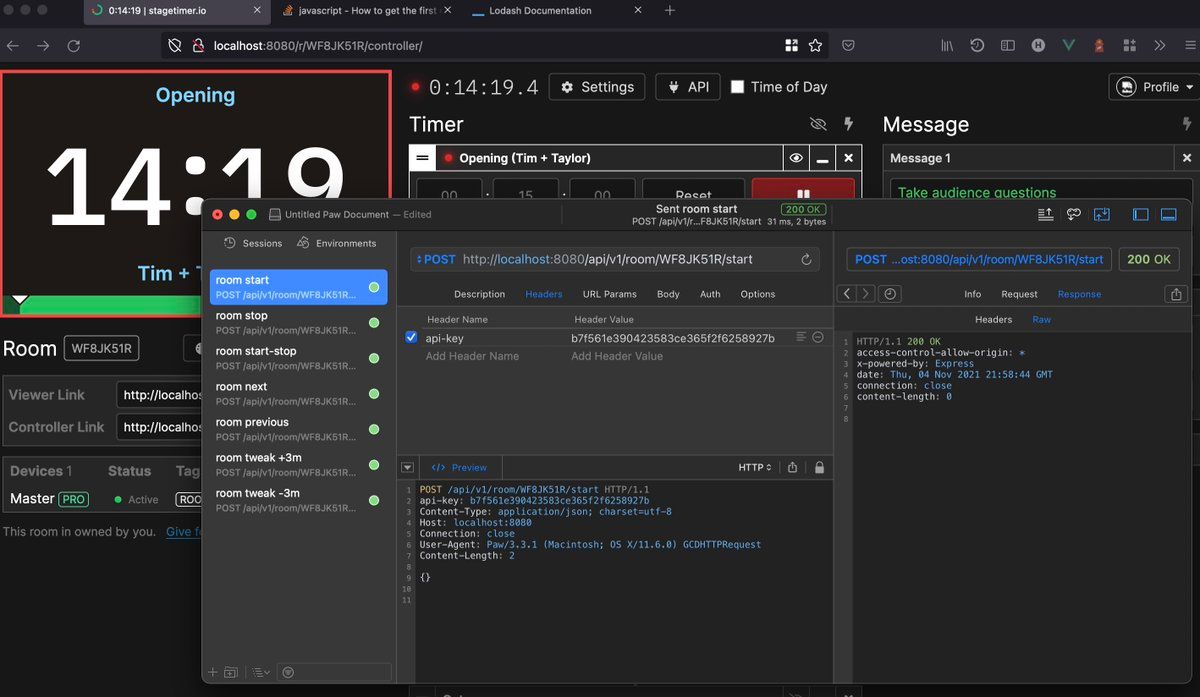 0:14:19 | stagetimer.io
javascript - How to get the first
Lodash Documentation
localhost:8080/r/WF8JK51R/controller/
Opening
14:19
Tim + T
0:14:19.4
Settings
API
Time of Day
Profile
Timer
Message
Opening (Tim + Taylor)
Message 1
00 : 15 : 00
Reset
Take audience questions
Room
WF8JK51R
Viewer Link
http://localhos
Controller Link
http://localhos
Devices 1
Status
Tag
Master
PRO
Active
ROO
This room in owned by you.
Give f
Untitled Paw Document — Edited
Sent room start
POST /api/v1/r...F8JK51R/start
200 OK
31 ms, 2 bytes
Sessions
Environments
room start
POST /api/v1/room/WF8JK51R...
room stop
POST /api/v1/room/WF8JK51R...
room start-stop
POST /api/v1/room/WF8JK51R...
room next
POST /api/v1/room/WF8JK51R...
room previous
POST /api/v1/room/WF8JK51R...
room tweak +3m
POST /api/v1/room/WF8JK51R...
room tweak -3m
POST /api/v1/room/WF8JK51R...
POST http://localhost:8080/api/v1/room/WF8JK51R/start
Description
Headers
URL Params
Body
Auth
Options
Header Name
Header Value
api-key
b7f561e390423583ce365f2f6258927b
Add Header Name
Add Header Value
</> Preview
HTTP
1 POST /api/v1/room/WF8JK51R/start HTTP/1.1
2 api-key: b7f561e390423583ce365f2f6258927b
3 Content-Type: application/json; charset=utf-8
4 Host: localhost:8080
5 Connection: close
6 User-Agent: Paw/3.3.1 (Macintosh; OS X/11.6.0) GCDHTTPRequest
7 Content-Length: 2
8
9 {}
10
11
POST ...ost:8080/api/v1/room/WF8JK51R/start
200 OK
Info
Request
Response
Headers
Raw
1 HTTP/1.1 200 OK
2 access-control-allow-origin: *
3 x-powered-by: Express
4 date: Thu, 04 Nov 2021 21:58:44 GMT
5 connection: close
6 content-length: 0
7
8